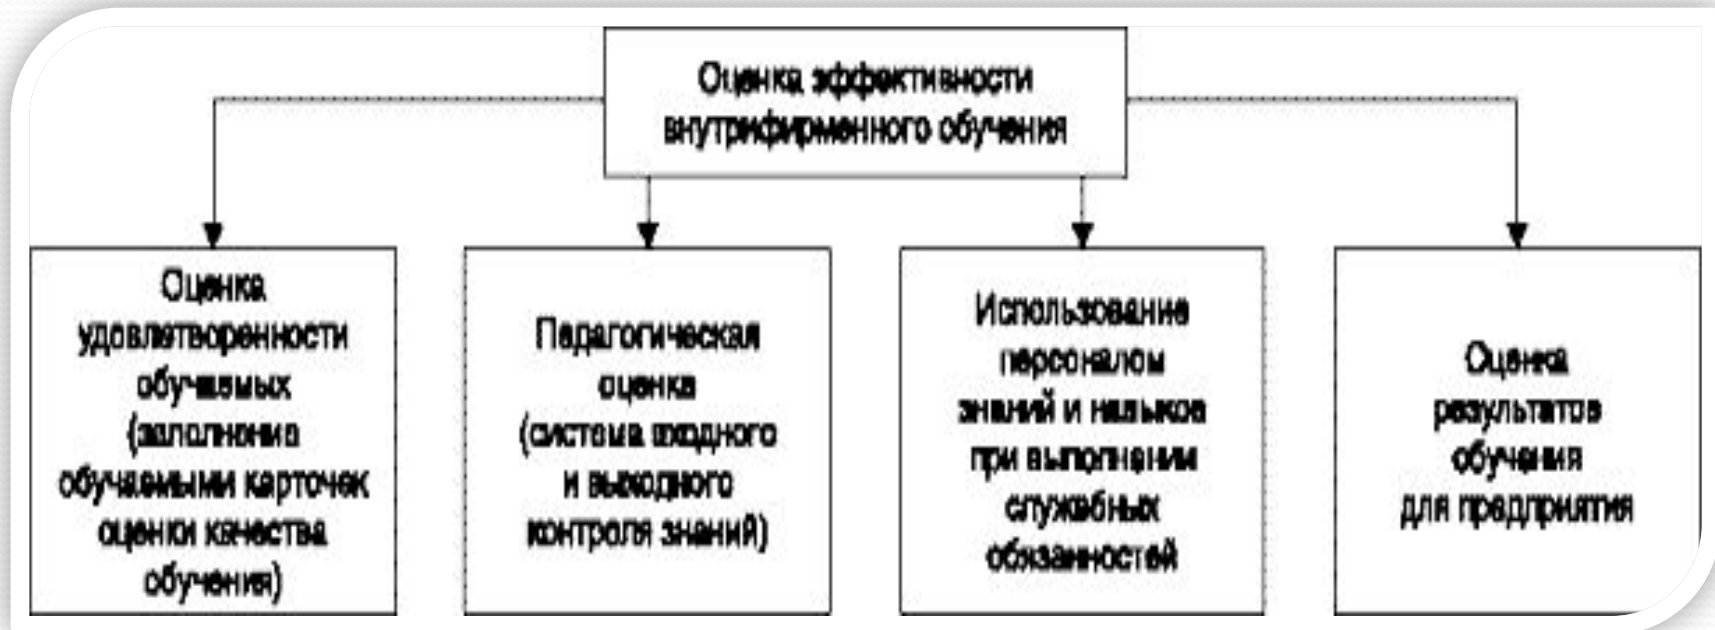 Оценка эффективности
внутрифирменного обучения
Оценка
удовлетворенности
обучаемых
(заполнение
обучаемыми карточек
оценки качества
обучения)
Педагогическая
оценка
(система входного
и выходного
контроля знаний)
Использование
персоналом
знаний и навыков
при выполнении
служебных
обязанностей
Оценка
результатов
обучения
для предприятия